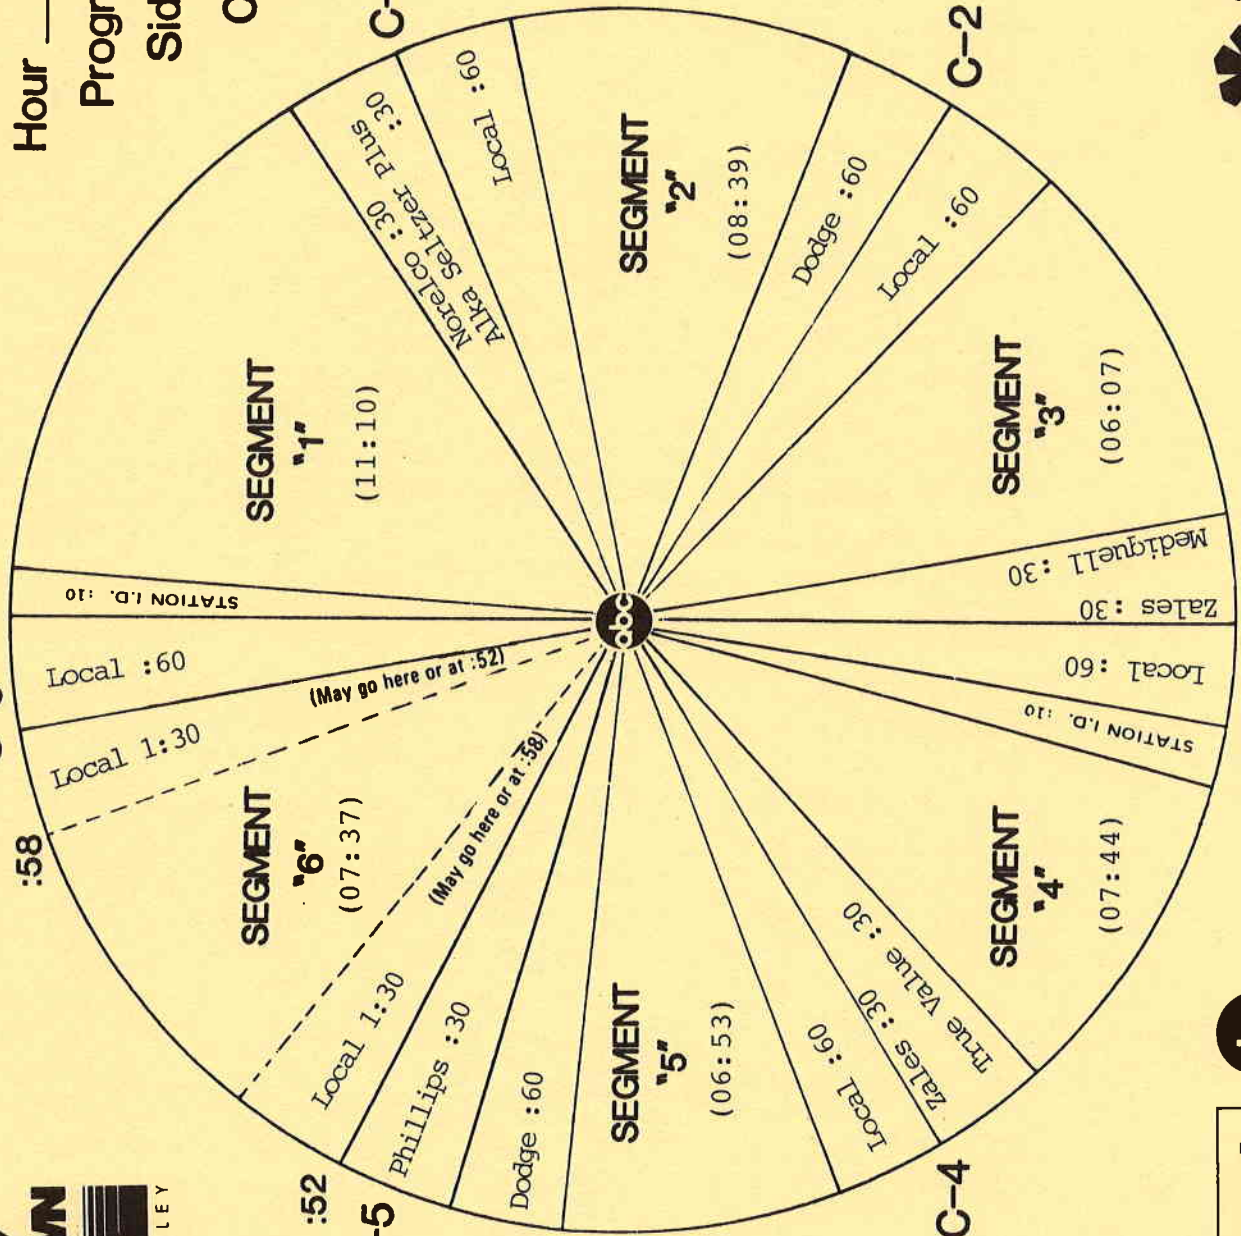 Hour
C-2
STATION I.D. :10
SEGMENT
"1"
(11:10)
Norelco :30
Alka Seltzer Plus :30
Local :60
SEGMENT
"2"
(08:39)
Dodge :60
Local :60
SEGMENT
"3"
(06:07)
Mediquell :30
Zales :30
Local :60
STATION I.D. :10
SEGMENT
"4"
(07:44)
True Value :30
Zales :30
Local :60
C-4
SEGMENT
"5"
(06:53)
Dodge :60
Phillips :30
:52
Local 1:30
(May go here or at :58)
SEGMENT
"6"
(07:37)
:58
Local 1:30
(May go here or at :52)
Local :60
abc